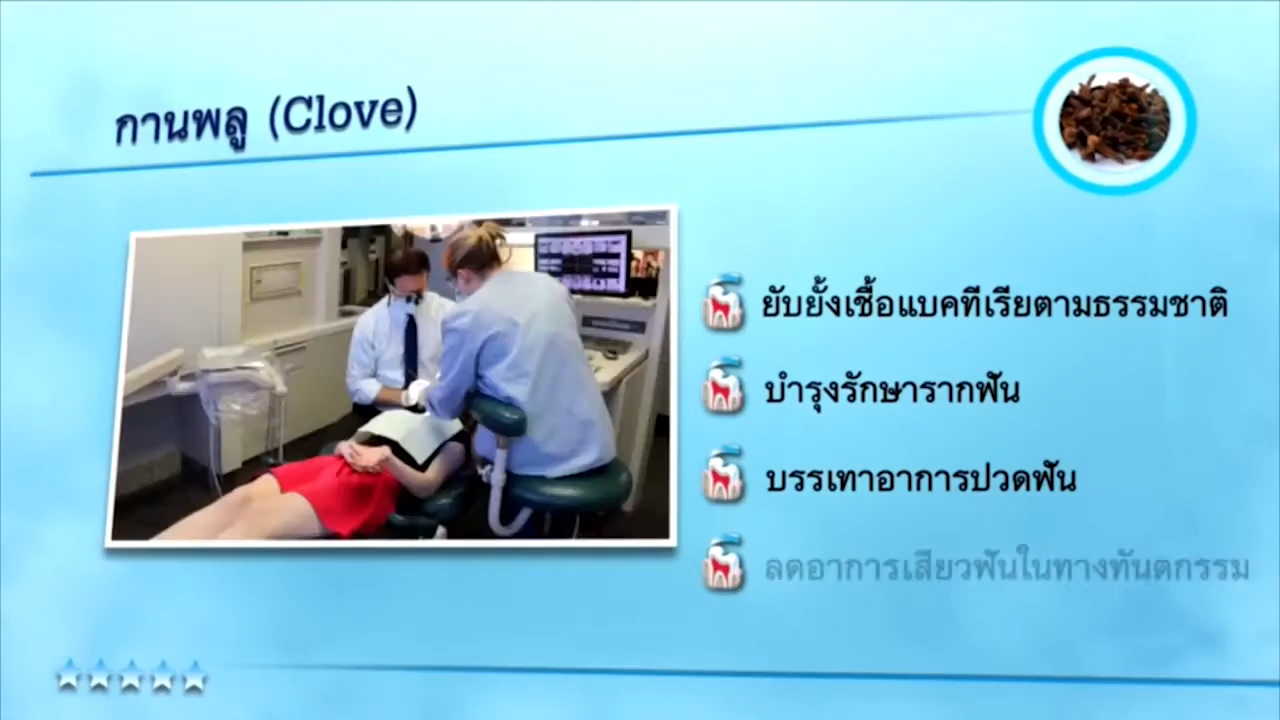 กานพลู (Clove)
ยับยั้งเชื้อแบคทีเรียตามธรรมชาติ
บำรุงรักษารากฟัน
บรรเทาอาการปวดฟัน
ลดอาการเสียวฟันในทางทันตกรรม